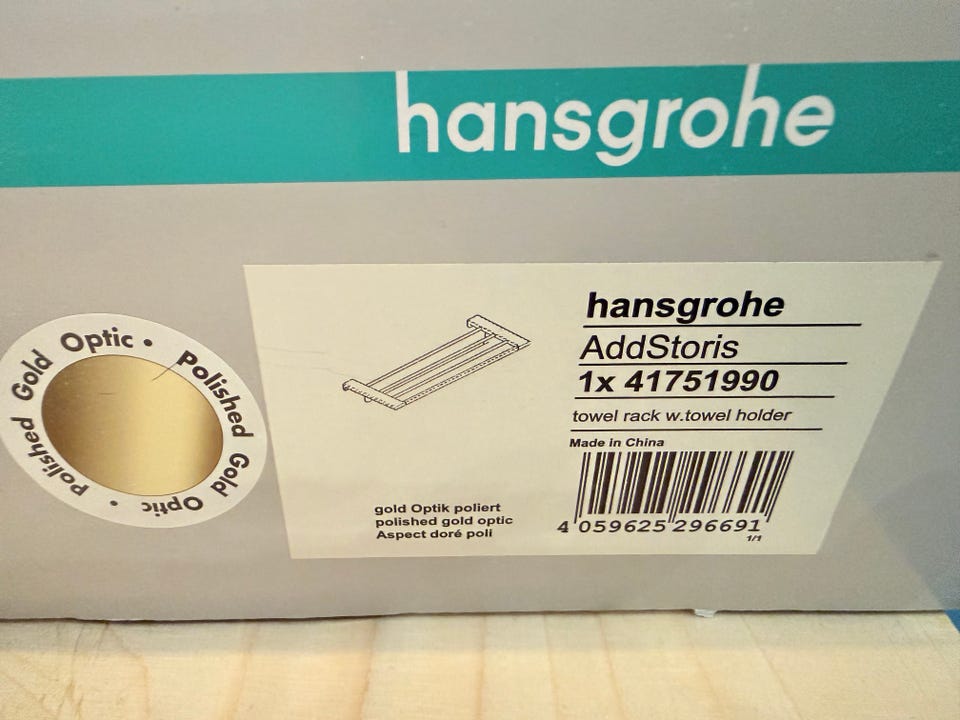 hansgrohe
Polished Gold Optic • Polished Gold Optic •
hansgrohe
AddStoris
1x 41751990
towel rack w.towel holder
Made in China
gold Optik poliert
polished gold optic
Aspect doré poli
4 059625 296691
1/1